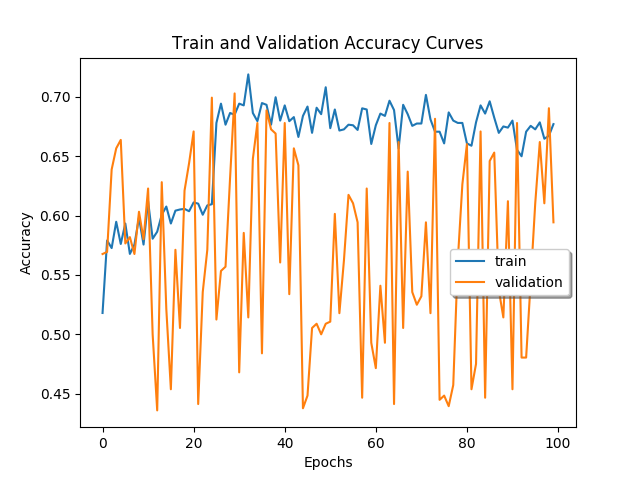 Train and Validation Accuracy Curves
Accuracy
0.70
0.65
0.60
0.55
0.50
0.45
train
validation
0
20
40
60
80
100
Epochs